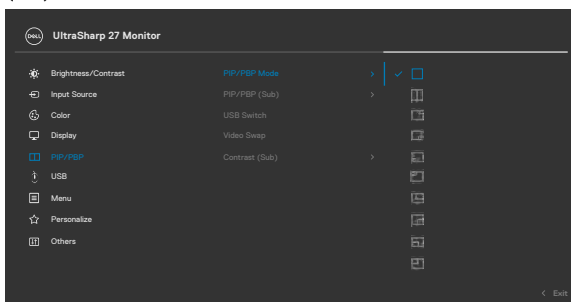 DELL UltraSharp 27 Monitor
Brightness/Contrast PIP/PBP Mode
Input Source PIP/PBP (Sub)
Color USB Switch
Display Video Swap
PIP/PBP Contrast (Sub)
USB
Menu
Personalize
Others
Exit